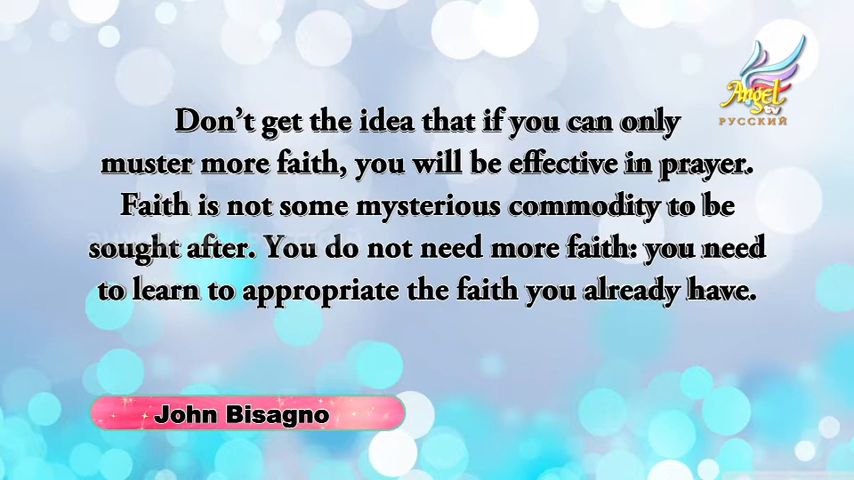 Angel
tv
РУССКИЙ
Don't get the idea that if you can only
muster more faith, you will be effective in prayer.
Faith is not some mysterious commodity to be
sought after. You do not need more faith: you need
to learn to appropriate the faith you already have.
John Bisagno